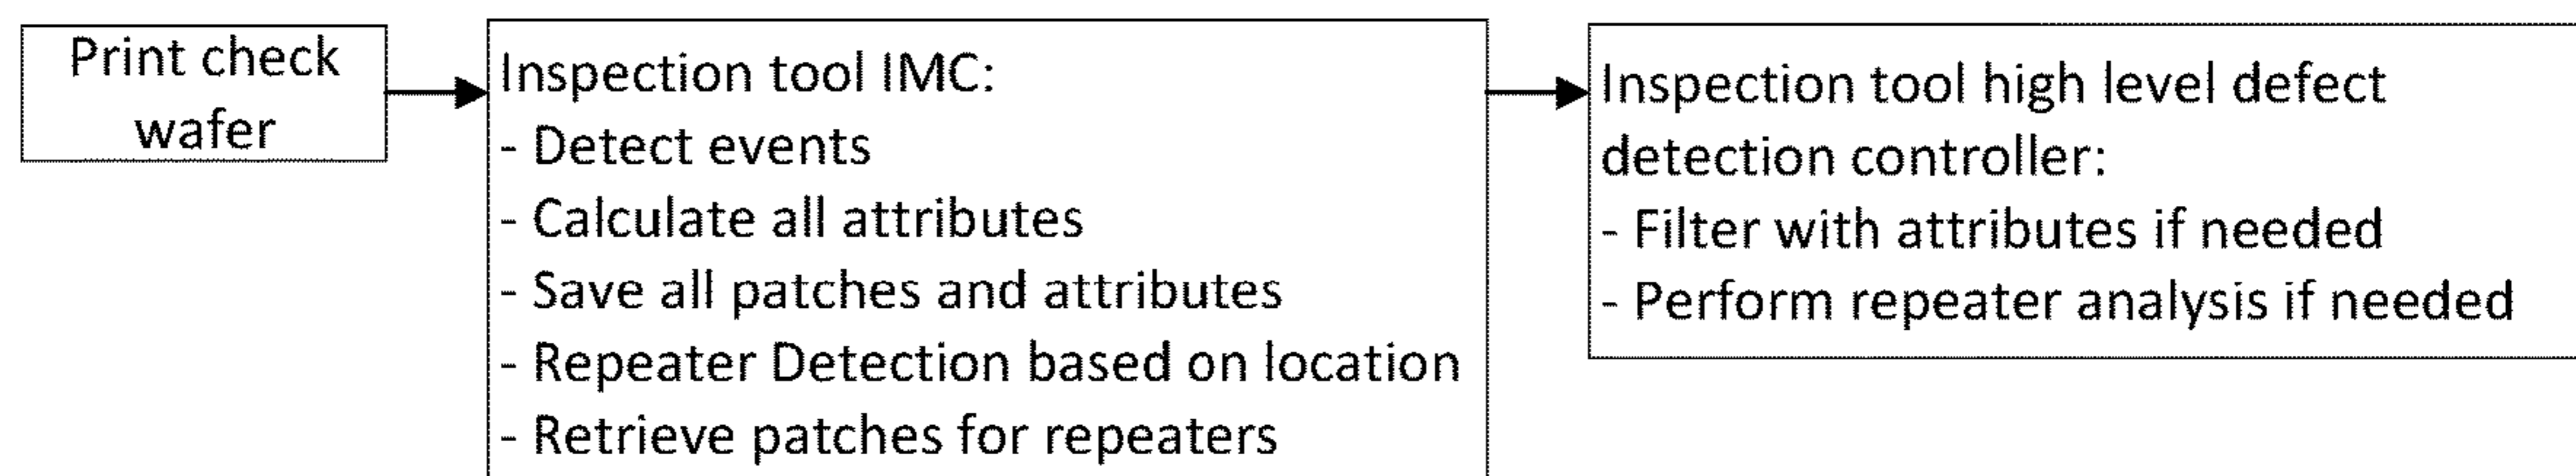 Print check
wafer
Inspection tool IMC:
- Detect events
- Calculate all attributes
- Save all patches and attributes
- Repeater Detection based on location
- Retrieve patches for repeaters
Inspection tool high level defect
detection controller:
- Filter with attributes if needed
- Perform repeater analysis if needed